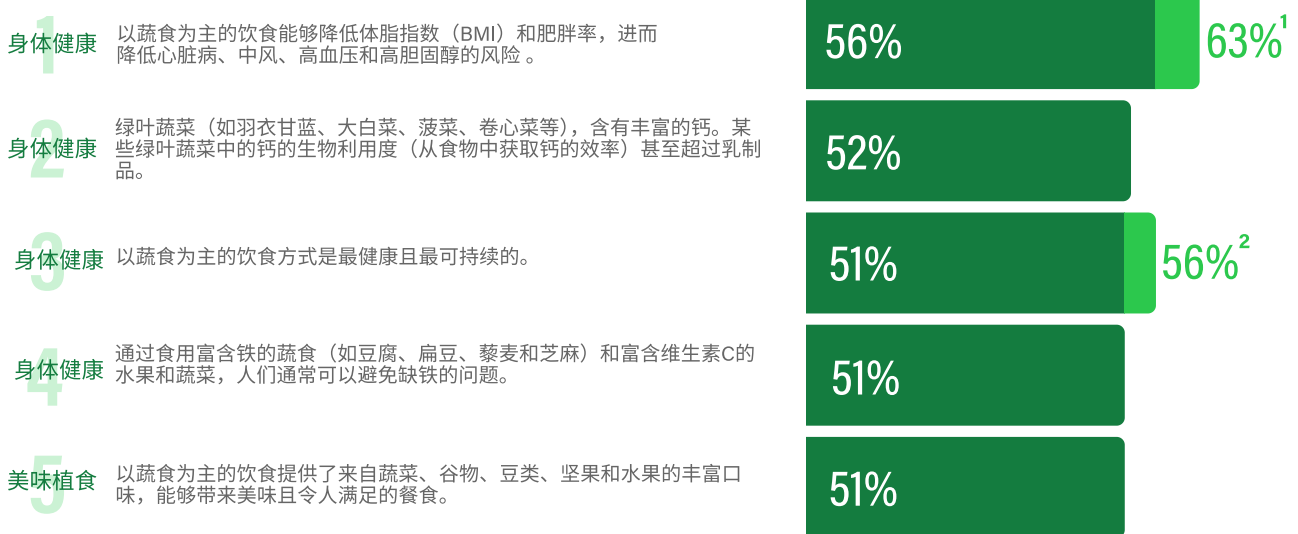 1
身体健康
以蔬食为主的饮食能够降低体脂指数（BMI）和肥胖率，进而
降低心脏病、中风、高血压和高胆固醇的风险 。
56%
63%¹
2
身体健康
绿叶蔬菜（如羽衣甘蓝、大白菜、菠菜、卷心菜等），含有丰富的钙。某
些绿叶蔬菜中的钙的生物利用度（从食物中获取钙的效率）甚至超过乳制
品。
52%
3
身体健康
以蔬食为主的饮食方式是最健康且最可持续的。
51%
56%²
4
身体健康
通过食用富含铁的蔬食（如豆腐、扁豆、藜麦和芝麻）和富含维生素C的
水果和蔬菜，人们通常可以避免缺铁的问题。
51%
5
美味植食
以蔬食为主的饮食提供了来自蔬菜、谷物、豆类、坚果和水果的丰富口
味，能够带来美味且令人满足的餐食。
51%